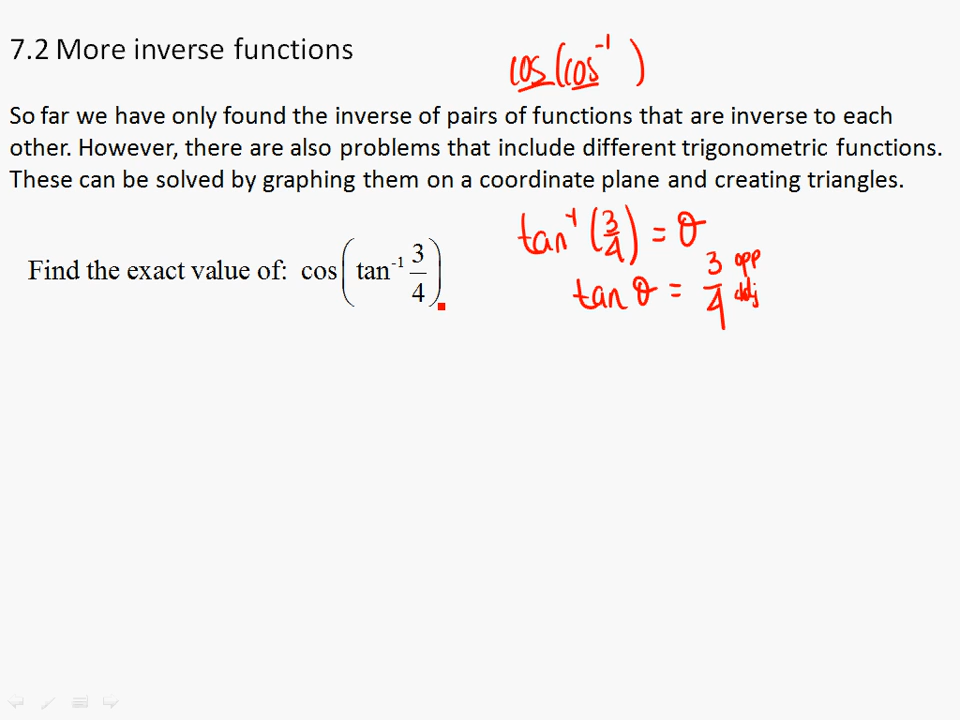 7.2 More inverse functions
cos(cos⁻¹ )
So far we have only found the inverse of pairs of functions that are inverse to each
other. However, there are also problems that include different trigonometric functions.
These can be solved by graphing them on a coordinate plane and creating triangles.
tan⁻¹(3/4) = θ
Find the exact value of: cos(tan⁻¹ 3/4)
tan θ = 3/4 opp adj